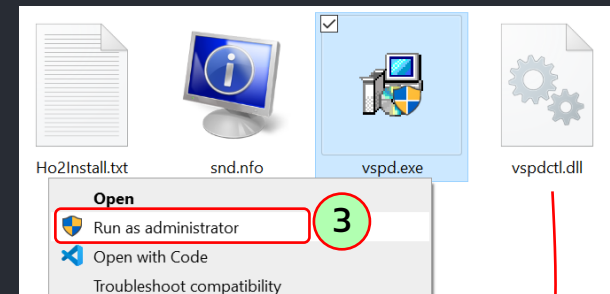 Ho2Install.txt
snd.nfo
vspd.exe
vspdctl.dll
Open
Run as administrator
3
Open with Code
Troubleshoot compatibility